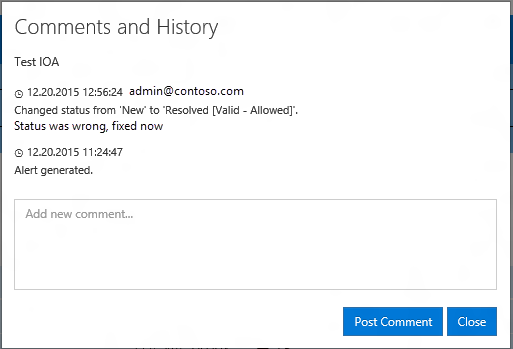 Comments and History
Test IOA
12.20.2015 12:56:24 admin@contoso.com
Changed status from 'New' to 'Resolved [Valid - Allowed]'.
Status was wrong, fixed now
12.20.2015 11:24:47
Alert generated.
Add new comment...
Post Comment Close